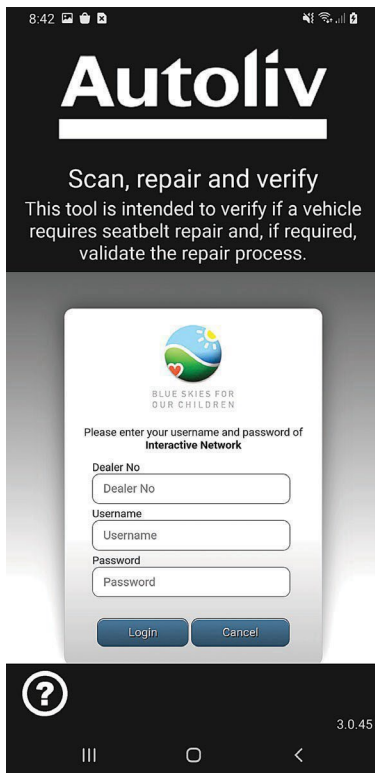 8:42
Autoliv
Scan, repair and verify
This tool is intended to verify if a vehicle
requires seatbelt repair and, if required,
validate the repair process.
BLUE SKIES FOR
OUR CHILDREN
Please enter your username and password of
Interactive Network
Dealer No
Dealer No
Username
Username
Password
Password
Login Cancel
?
3.0.45